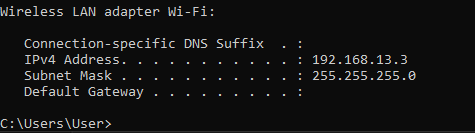 Wireless LAN adapter Wi-Fi:
Connection-specific DNS Suffix  . :
IPv4 Address. . . . . . . . . . . : 192.168.13.3
Subnet Mask . . . . . . . . . . . : 255.255.255.0
Default Gateway . . . . . . . . . :
C:\Users\User>